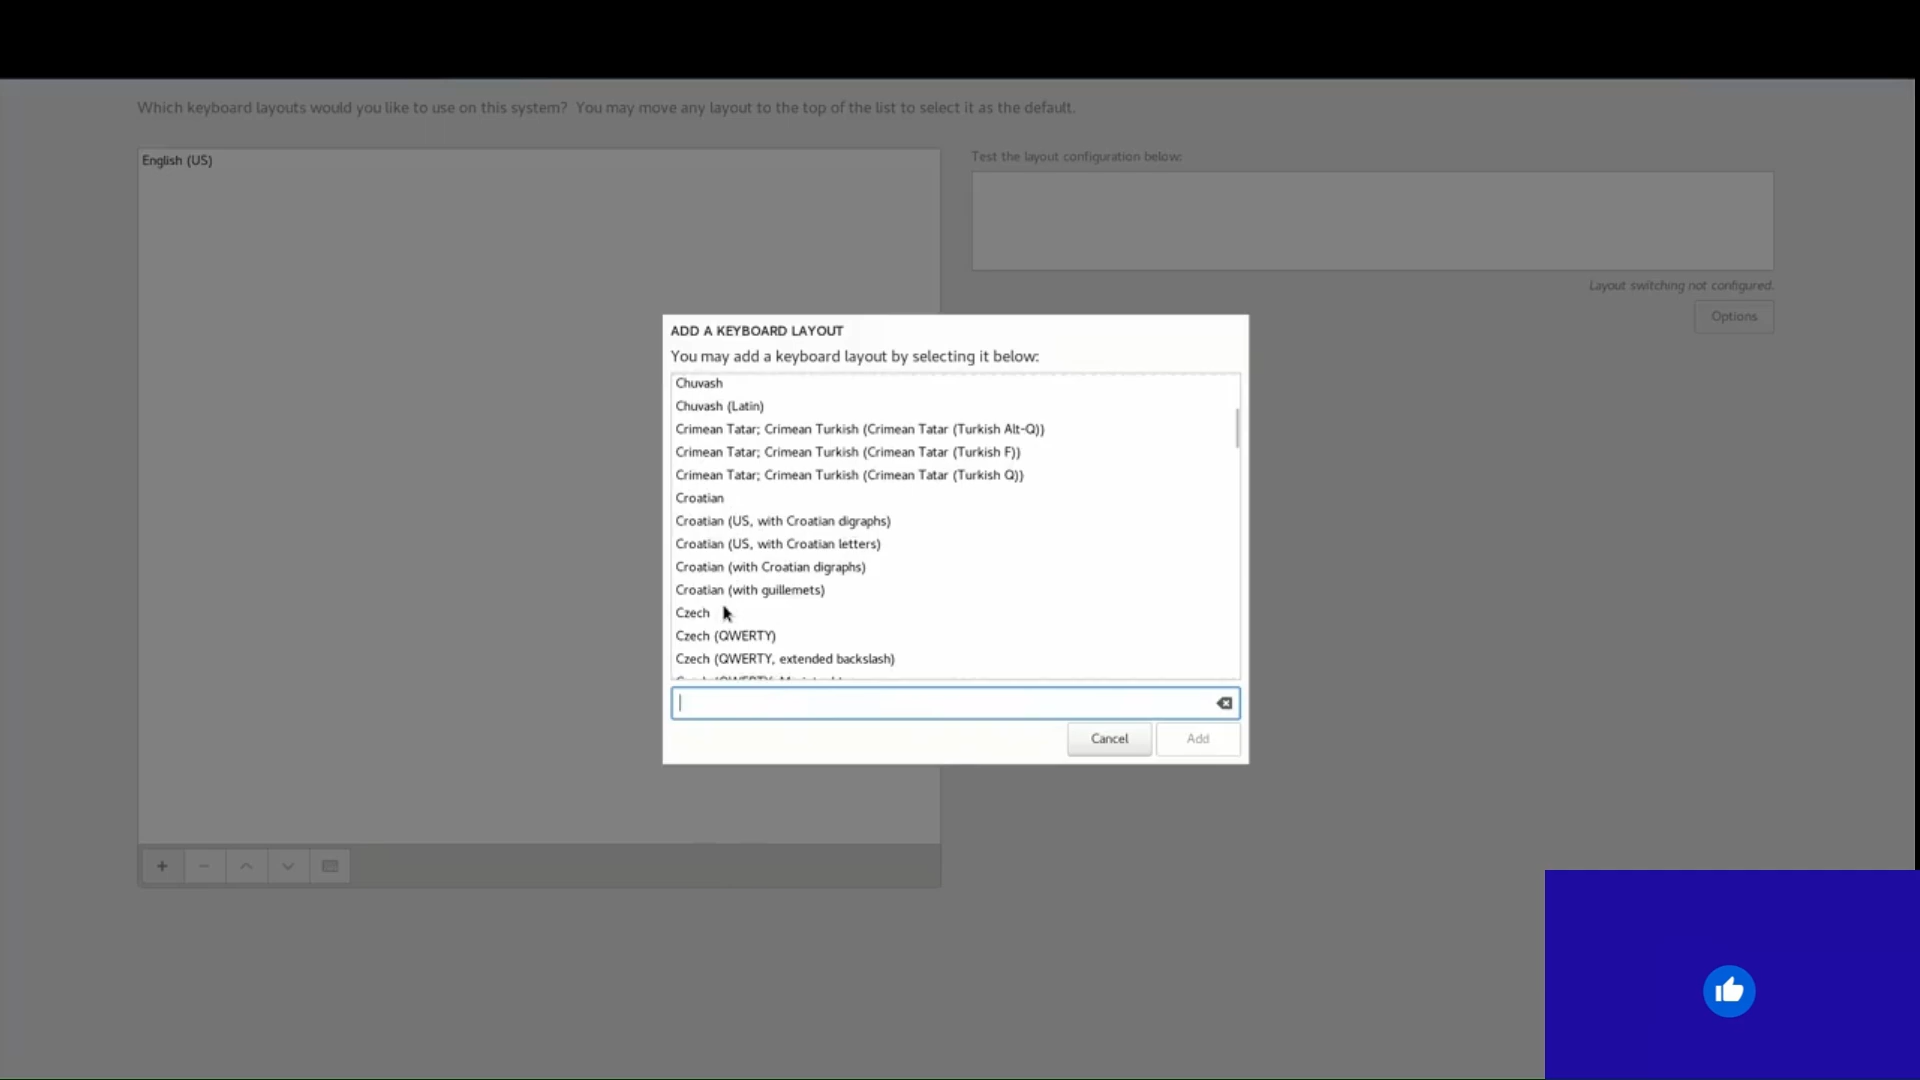 Which keyboard layouts would you like to use on this system?  You may move any layout to the top of the list to select it as the default.
English (US)
Test the layout configuration below:
Layout switching not configured.
Options
ADD A KEYBOARD LAYOUT
You may add a keyboard layout by selecting it below:
Chuvash
Chuvash (Latin)
Crimean Tatar; Crimean Turkish (Crimean Tatar (Turkish Alt-Q))
Crimean Tatar; Crimean Turkish (Crimean Tatar (Turkish F))
Crimean Tatar; Crimean Turkish (Crimean Tatar (Turkish Q))
Croatian
Croatian (US, with Croatian digraphs)
Croatian (US, with Croatian letters)
Croatian (with Croatian digraphs)
Croatian (with guillemets)
Czech
Czech (QWERTY)
Czech (QWERTY, extended backslash)
Cancel
Add